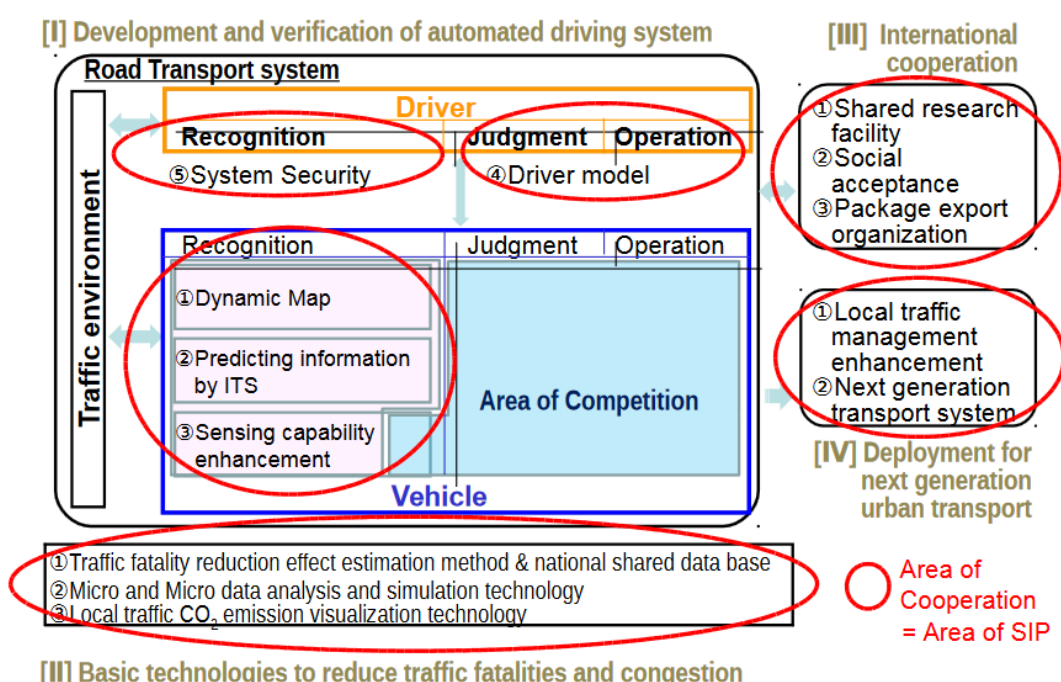 [Ⅰ] Development and verification of automated driving system
Road Transport system
Traffic environment
Driver
Recognition Judgment Operation
⑤System Security ④Driver model
Recognition Judgment Operation
①Dynamic Map
②Predicting information
by ITS
③Sensing capability
enhancement
Area of Competition
Vehicle
[Ⅲ] International
cooperation
①Shared research
facility
②Social
acceptance
③Package export
organization
①Local traffic
management
enhancement
②Next generation
transport system
[Ⅳ] Deployment for
next generation
urban transport
①Traffic fatality reduction effect estimation method & national shared data base
②Micro and Micro data analysis and simulation technology
③Local traffic CO2 emission visualization technology
[Ⅱ] Basic technologies to reduce traffic fatalities and congestion
Area of
Cooperation
= Area of SIP